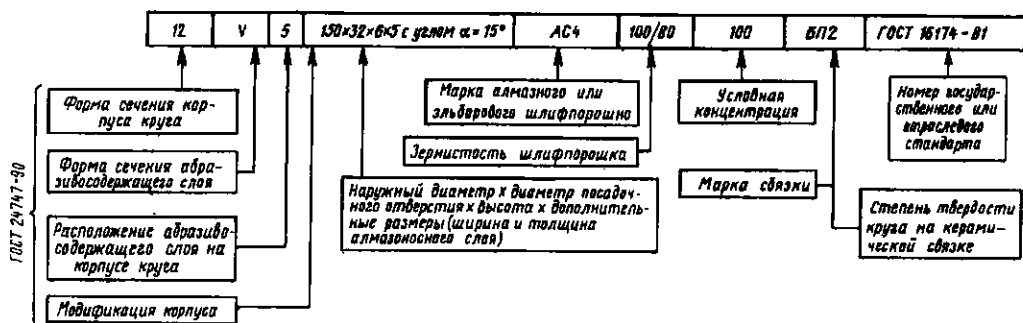 12 V 5 150×32×6×5 с углом α = 15° АС4 100/80 100 БП2 ГОСТ 16174-81
Форма сечения кор-
пуса круга
Форма сечения абра-
зивосодержащего слоя
Расположение абразиво-
содержащего слоя на
корпусе круга
Модификация корпуса
ГОСТ 24747-90
Марка алмазного или
эльборового шлифпорошко
Зернистость шлифпорошка
Наружный диаметр х диаметр посадоч-
ного отверстия х высота х дополнитель-
ные размеры (ширина и толщина
алмазоносного слоя)
Условная
концентрация
Марка связки
Номер государ-
ственного или
отраслевого
стандарта
Степень твердости
круга на керами-
ческой связке